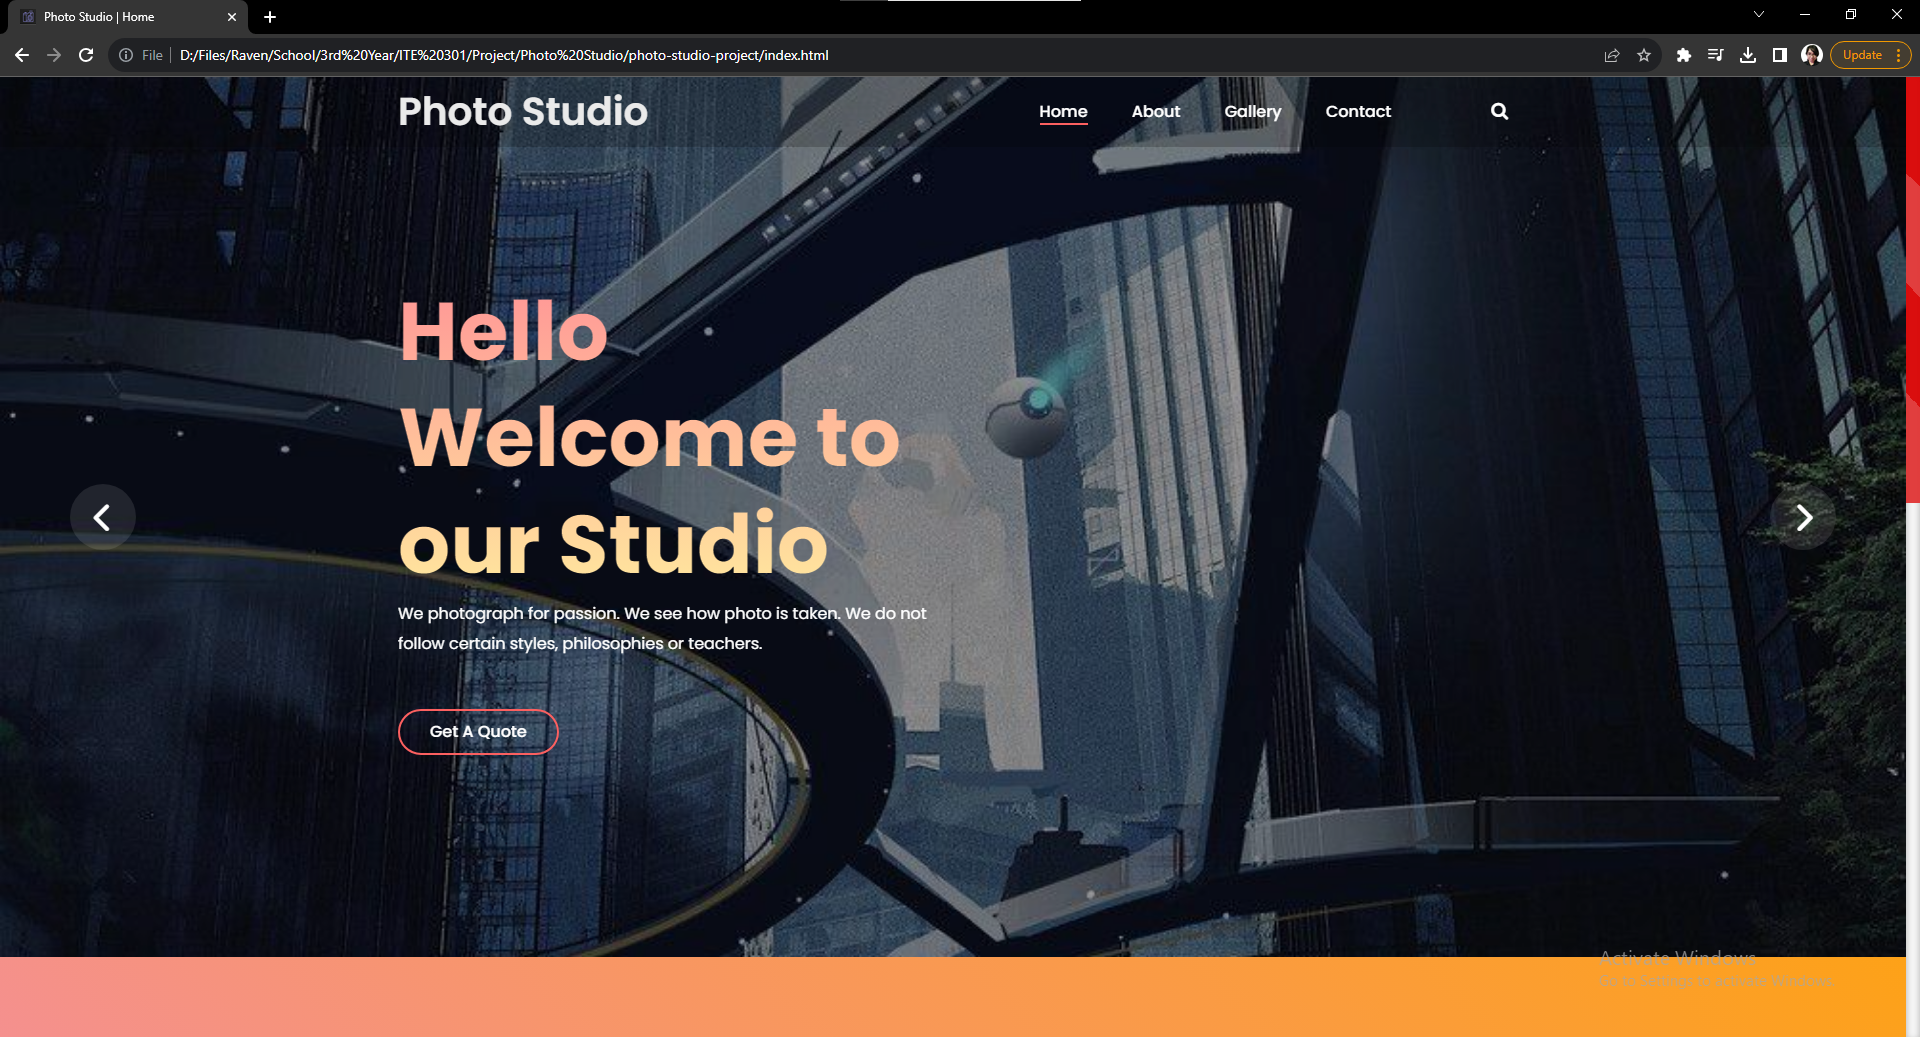 Photo Studio | Home
File
D:/Files/Raven/School/3rd%20Year/ITE%20301/Project/Photo%20Studio/photo-studio-project/index.html
Update
Photo Studio
Home About Gallery Contact
Hello
Welcome to
our Studio
We photograph for passion. We see how photo is taken. We do not
follow certain styles, philosophies or teachers.
Get A Quote
Activate Windows
Go to Settings to activate Windows.